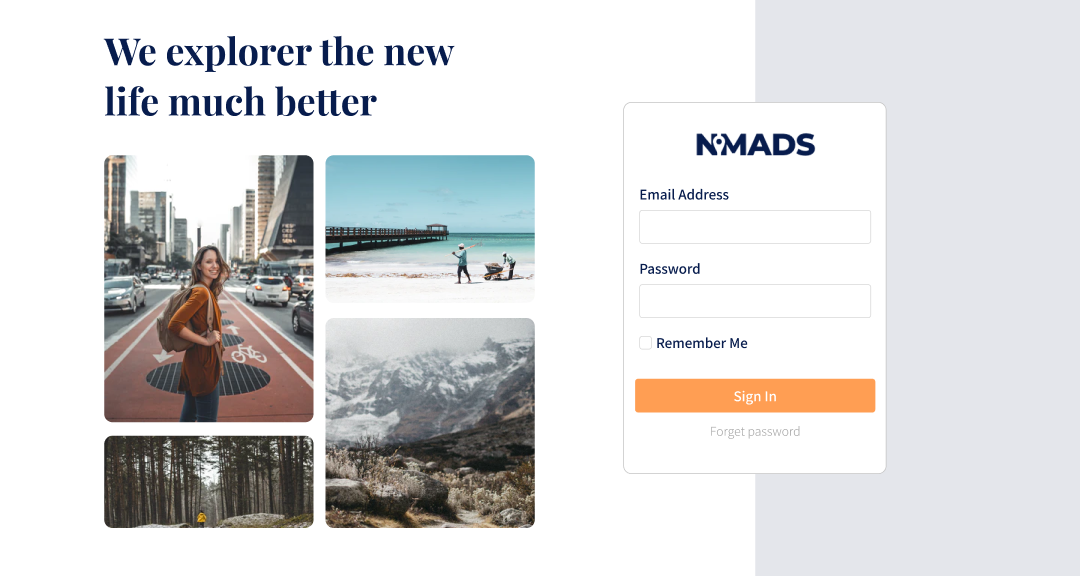 We explorer the new
life much better
NOMADS
Email Address
Password
Remember Me
Sign In
Forget password